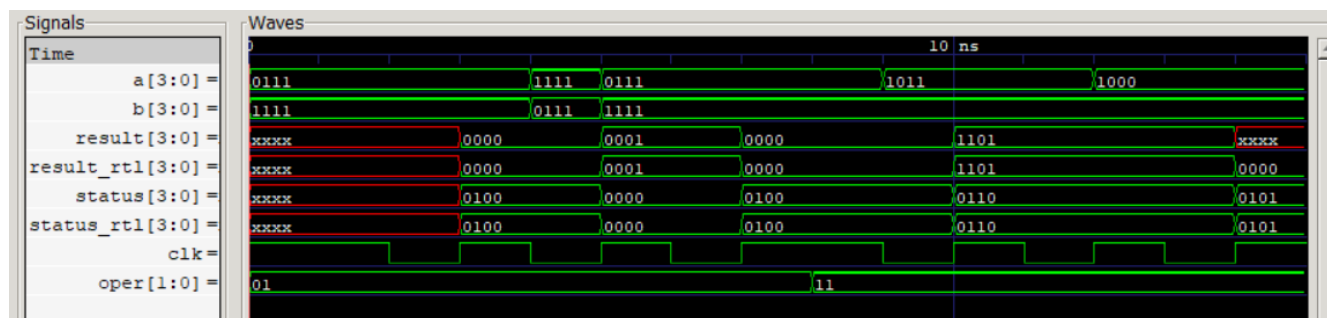 Signals Waves
Time 0 10 ns
a[3:0] = 0111 1111 0111 1011 1000
b[3:0] = 1111 0111 1111
result[3:0] = xxxx 0000 0001 0000 1101 xxxx
result_rtl[3:0] = xxxx 0000 0001 0000 1101 0000
status[3:0] = xxxx 0100 0000 0100 0110 0101
status_rtl[3:0] = xxxx 0100 0000 0100 0110 0101
clk =
oper[1:0] = 01 11